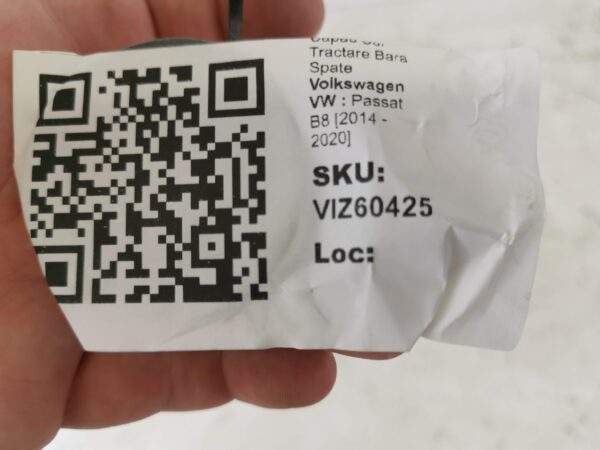 Tractare Bara
Spate
Volkswagen
VW : Passat
B8 [2014 -
2020]
SKU:
VIZ60425
Loc: